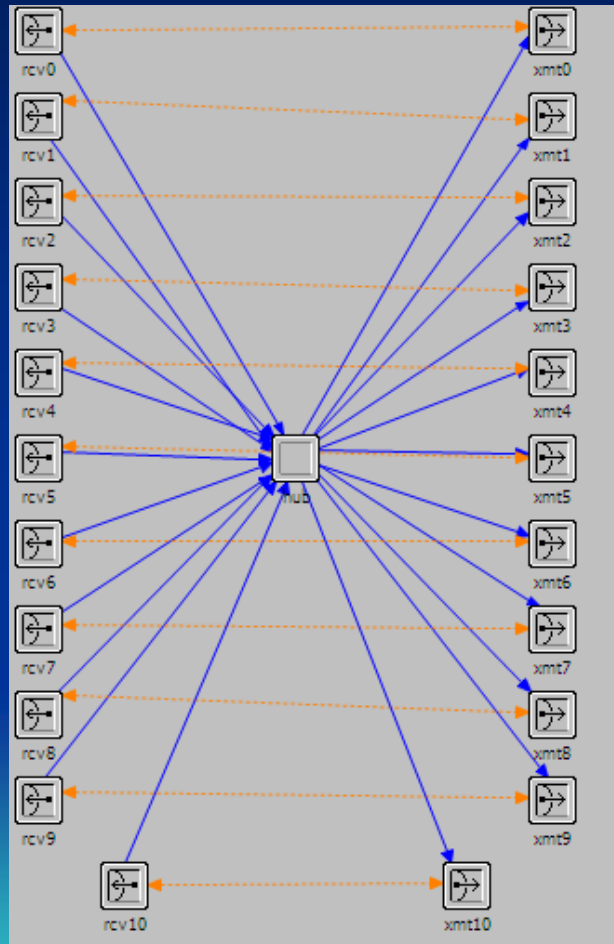 rcv0
xmt0
rcv1
xmt1
rcv2
xmt2
rcv3
xmt3
rcv4
xmt4
rcv5
hub
xmt5
rcv6
xmt6
rcv7
xmt7
rcv8
xmt8
rcv9
xmt9
rcv10
xmt10